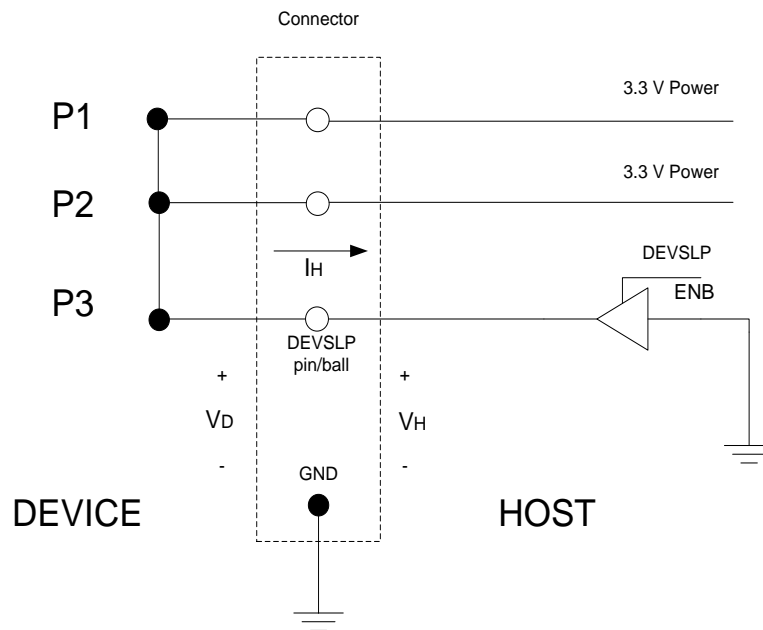 Connector
P1
3.3 V Power
P2
3.3 V Power
IH
DEVSLP
ENB
P3
DEVSLP
pin/ball
+
+
VD
VH
-
-
GND
DEVICE
HOST